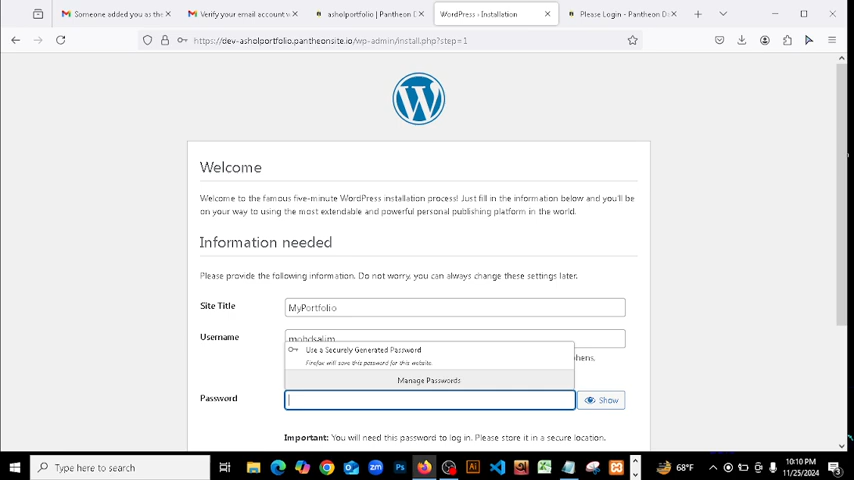 Someone added you as the
Verify your email account v
asholportfolio | Pantheon D
WordPress › Installation
Please Login - Pantheon Da
https://dev-asholportfolio.pantheonsite.io/wp-admin/install.php?step=1
Welcome
Welcome to the famous five-minute WordPress installation process! Just fill in the information below and you'll be
on your way to using the most extendable and powerful personal publishing platform in the world.
Information needed
Please provide the following information. Do not worry, you can always change these settings later.
Site Title
MyPortfolio
Username
mohdsalim
Use a Securely Generated Password
Firefox will save this password for this website.
phens.
Manage Passwords
Password
Show
Important: You will need this password to log in. Please store it in a secure location.
Type here to search
68°F
10:10 PM
11/25/2024